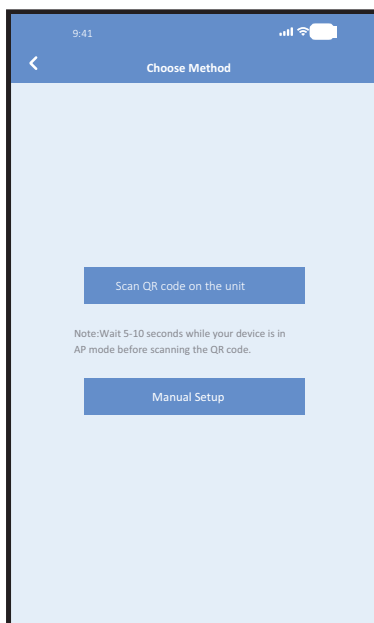 9:41
Choose Method
Scan QR code on the unit
Note:Wait 5-10 seconds while your device is in
AP mode before scanning the QR code.
Manual Setup